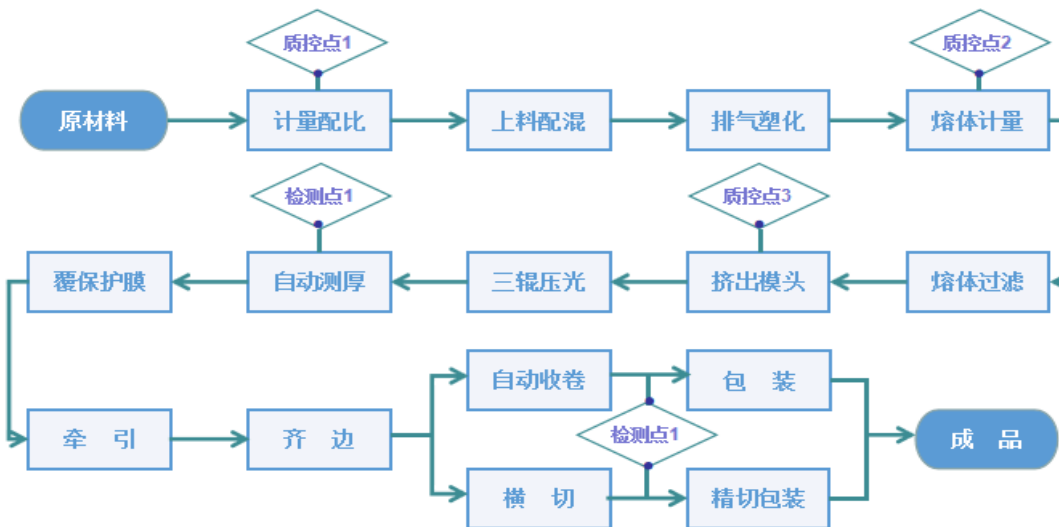 质控点1
质控点2
原材料
计量配比
上料配混
排气塑化
熔体计量
检测点1
质控点3
覆保护膜
自动测厚
三辊压光
挤出模头
熔体过滤
自动收卷
包 装
牵 引
齐 边
检测点1
成 品
横 切
精切包装